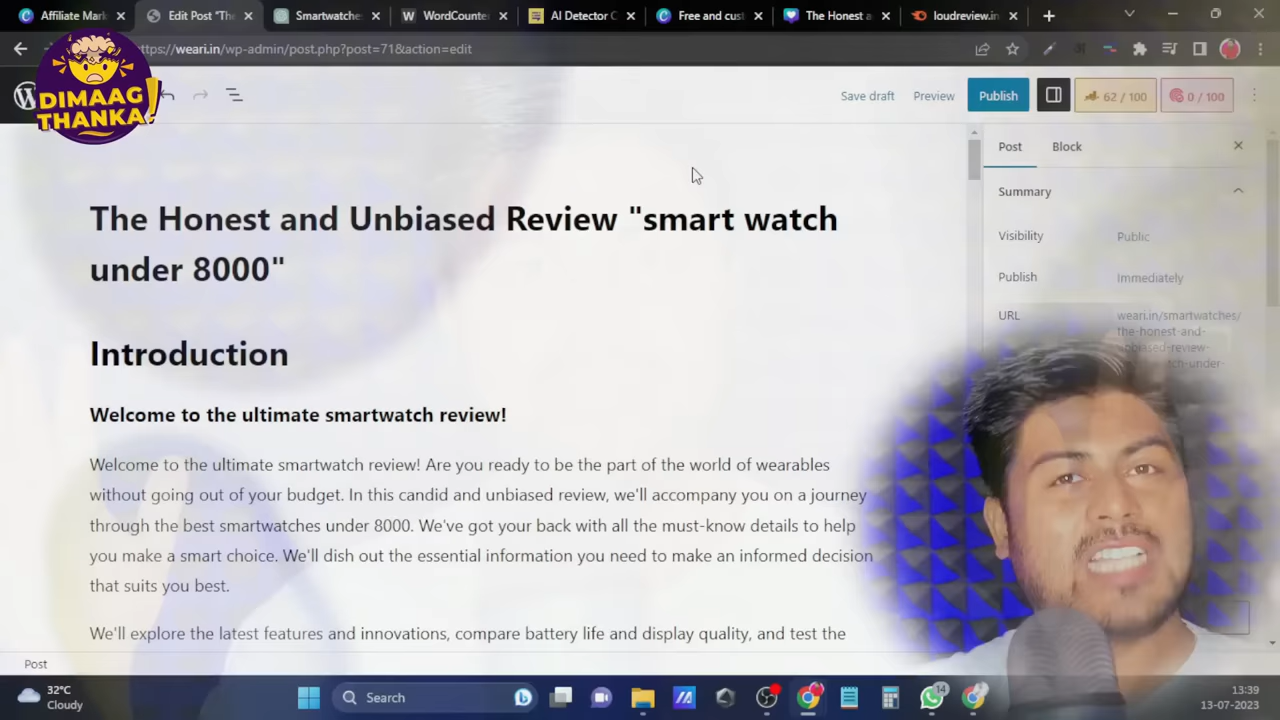 Affiliate Mark
Edit Post "The
Smartwatche
WordCounte
AI Detector C
Free and cust
The Honest a
loudreview.in
https://weari.in/wp-admin/post.php?post=71&action=edit
DIMAAG
THANKA!
Save draft
Preview
Publish
62 / 100
0 / 100
The Honest and Unbiased Review "smart watch
under 8000"
Introduction
Welcome to the ultimate smartwatch review!
Welcome to the ultimate smartwatch review! Are you ready to be the part of the world of wearables
without going out of your budget. In this candid and unbiased review, we'll accompany you on a journey
through the best smartwatches under 8000. We've got your back with all the must-know details to help
you make a smart choice. We'll dish out the essential information you need to make an informed decision
that suits you best.
We'll explore the latest features and innovations, compare battery life and display quality, and test the
Post
Block
Summary
Visibility
Public
Publish
Immediately
URL
weari.in/smartwatches/
the-honest-and-
unbiased-review-
Post
32°C
Cloudy
Search
14
13:39
13-07-2023